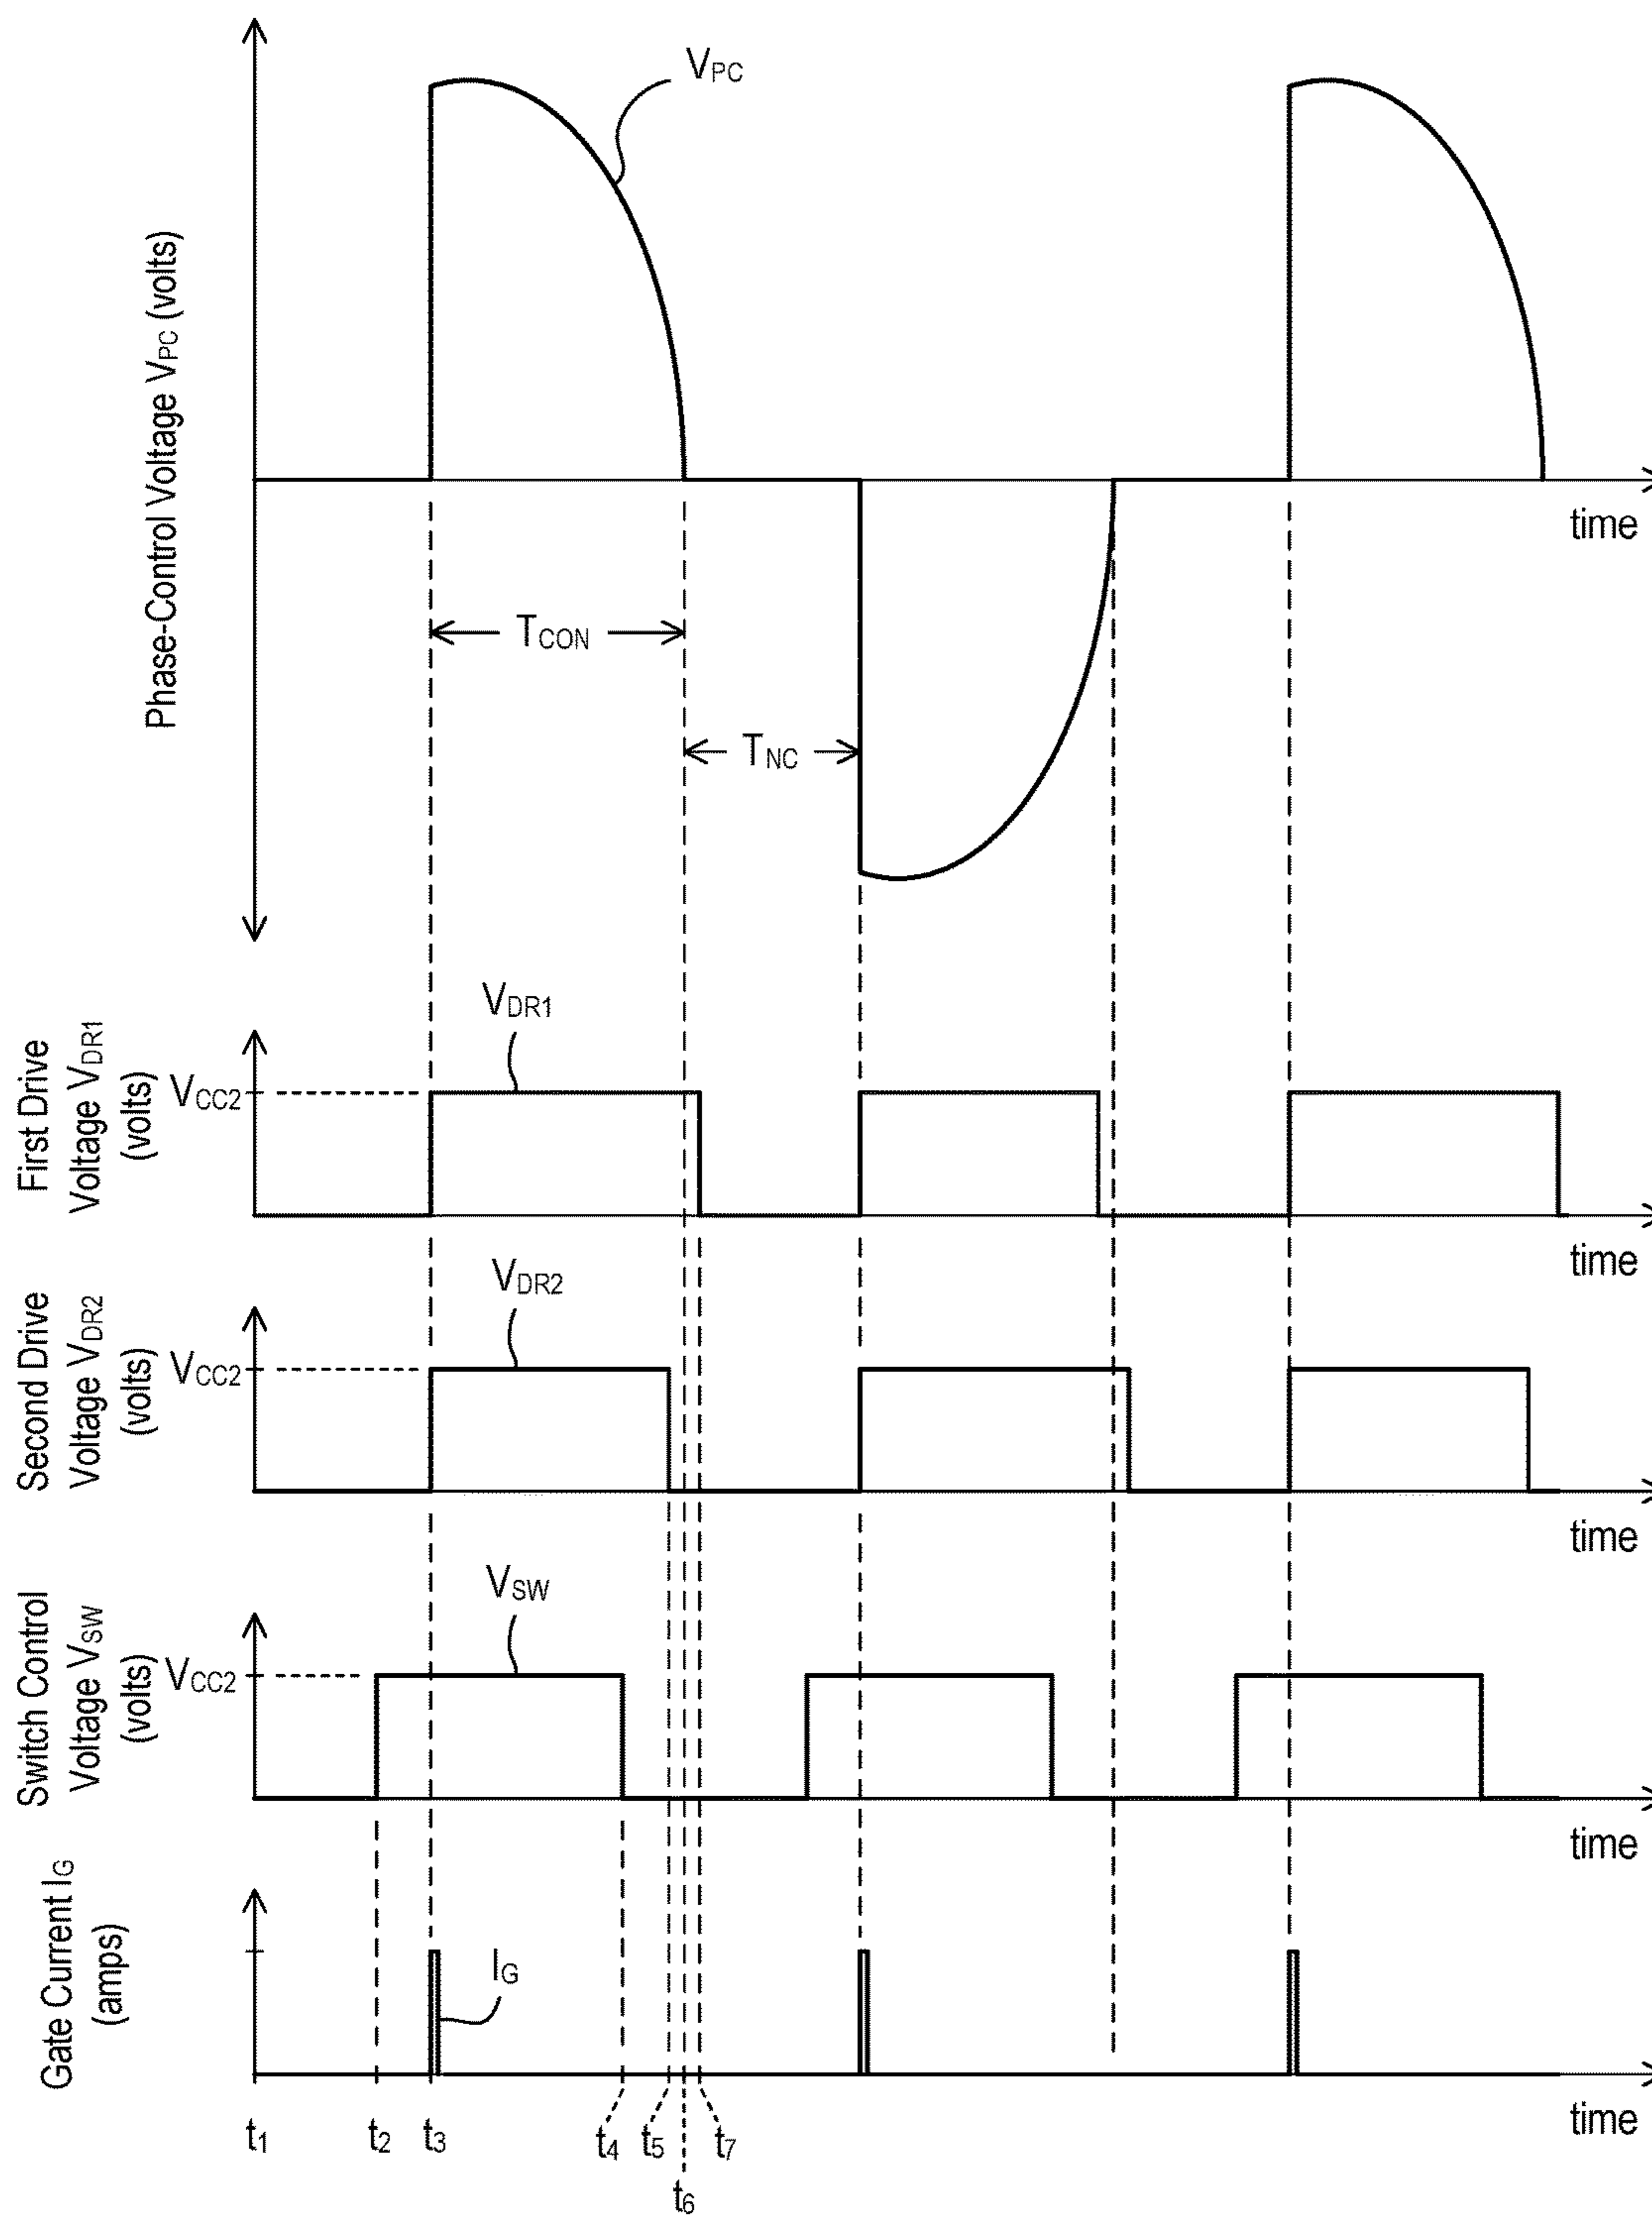 Phase-Control Voltage VPC (volts)
VPC
time
TCON
TNC
First Drive
Voltage VDR1
(volts)
VCC2
VDR1
time
Second Drive
Voltage VDR2
(volts)
VCC2
VDR2
time
Switch Control
Voltage VSW
(volts)
VCC2
VSW
time
Gate Current IG
(amps)
IG
time
t1 t2 t3 t4 t5 t7
t6